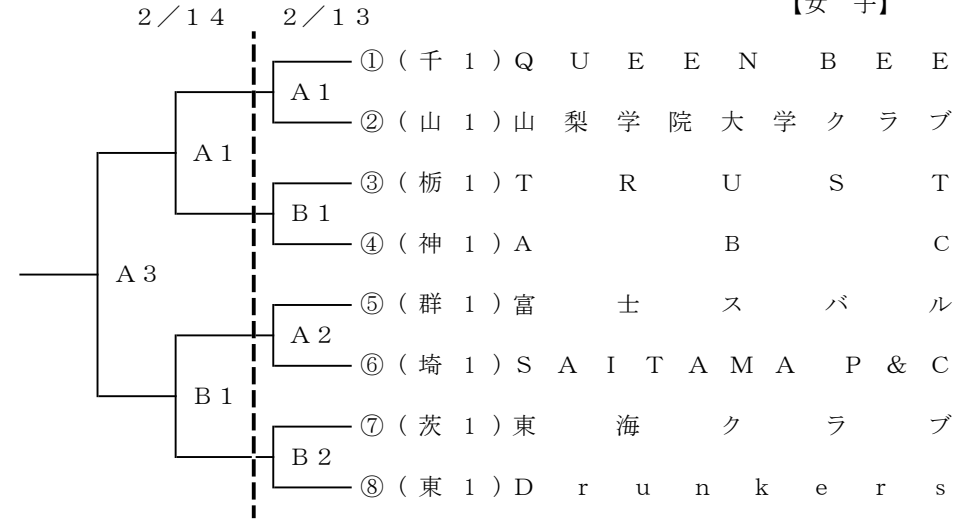 2／14 2／13 【女 子】
①(千1)QUEEN BEE
A1
②(山1)山梨学院大学クラブ
A1
③(栃1)TRUST
B1
④(神1)ABC
A3
⑤(群1)富士スバル
A2
⑥(埼1)SAITAMA P&C
B1
⑦(茨1)東海クラブ
B2
⑧(東1)Drunkers